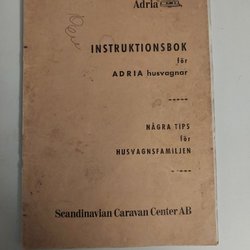 Adria
INSTRUKTIONSBOK
för
ADRIA husvagnar
NÅGRA TIPS
för
HUSVAGNSFAMILJEN
Scandinavian Caravan Center AB